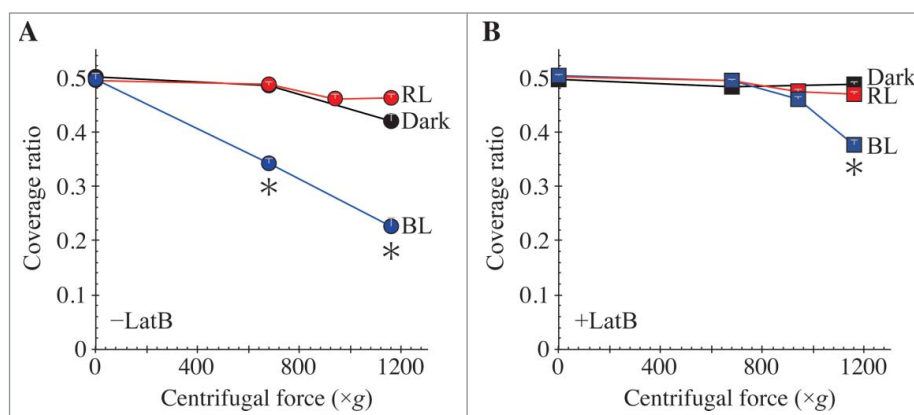 A
Coverage ratio
0.5
0.4
0.3
0.2
0.1
0
RL
Dark
BL
*
*
−LatB
0 400 800 1200
Centrifugal force (×g)
B
Coverage ratio
0.5
0.4
0.3
0.2
0.1
0
Dark
RL
BL
*
+LatB
0 400 800 1200
Centrifugal force (×g)